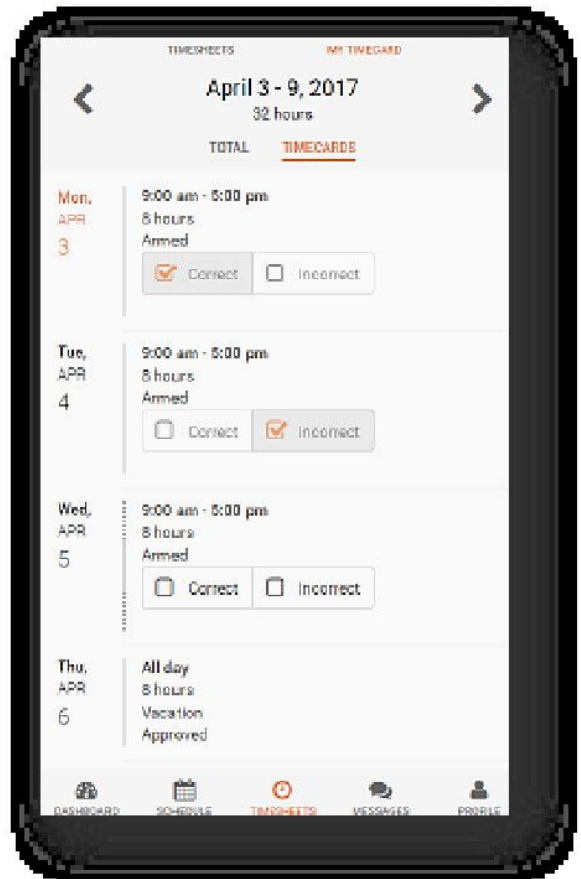 TIMESHEETS MY TIMECARD
April 3 - 9, 2017
32 hours
TOTAL TIMECARDS
Mon, APR 3
9:00 am - 5:00 pm
8 hours
Armed
Correct Incorrect
Tue, APR 4
9:00 am - 5:00 pm
8 hours
Armed
Correct Incorrect
Wed, APR 5
9:00 am - 5:00 pm
8 hours
Armed
Correct Incorrect
Thu, APR 6
All day
8 hours
Vacation
Approved
DASHBOARD SCHEDULE TIMESHEETS MESSAGES PROFILE